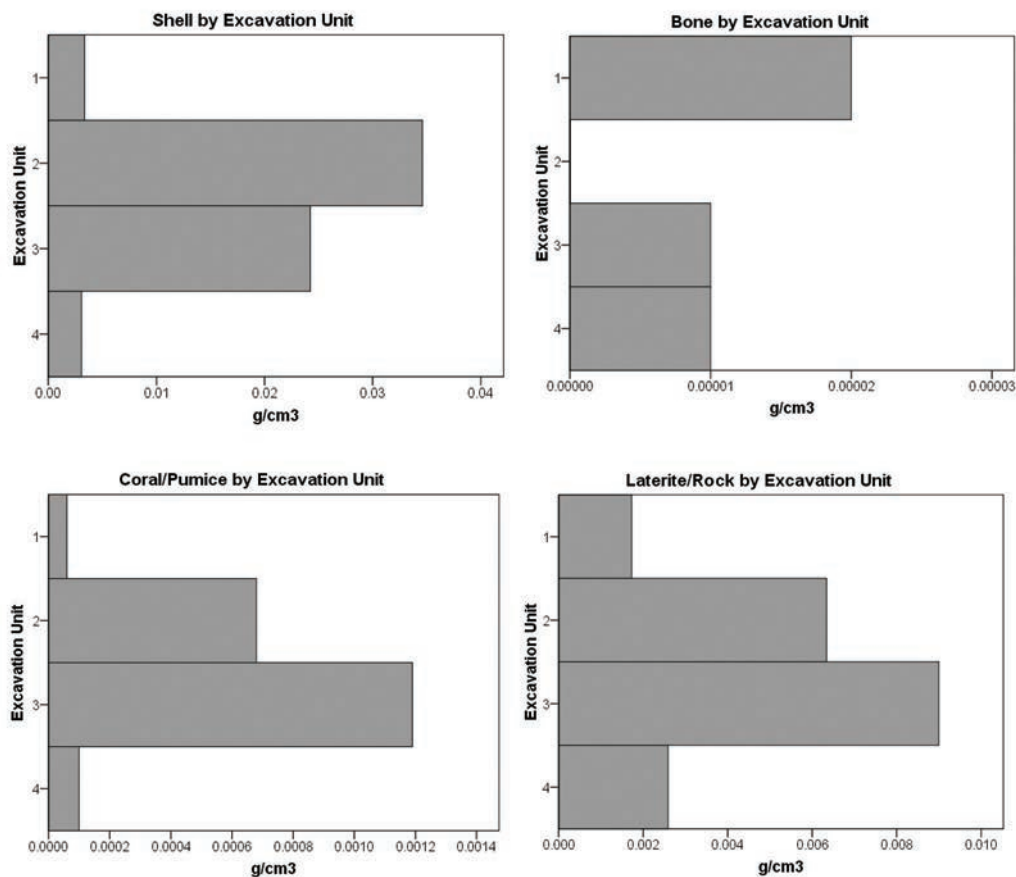 Shell by Excavation Unit
Excavation Unit
1
2
3
4
0.00 0.01 0.02 0.03 0.04
g/cm3
Bone by Excavation Unit
Excavation Unit
1
2
3
4
0.00000 0.00001 0.00002 0.00003
g/cm3
Coral/Pumice by Excavation Unit
Excavation Unit
1
2
3
4
0.0000 0.0002 0.0004 0.0006 0.0008 0.0010 0.0012 0.0014
g/cm3
Laterite/Rock by Excavation Unit
Excavation Unit
1
2
3
4
0.000 0.002 0.004 0.006 0.008 0.010
g/cm3